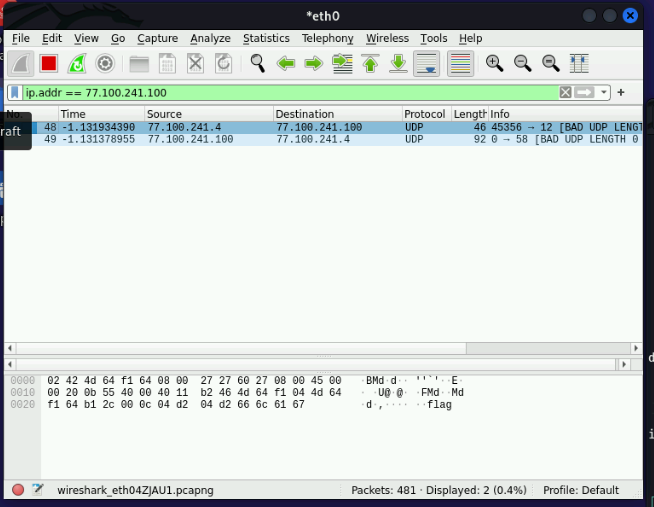 *eth0
File Edit View Go Capture Analyze Statistics Telephony Wireless Tools Help
ip.addr == 77.100.241.100
No. Time Source Destination Protocol Length Info
raft
48 -1.131934390 77.100.241.4 77.100.241.100 UDP 46 45356 → 12 [BAD UDP LENGT
49 -1.131378955 77.100.241.100 77.100.241.4 UDP 92 0 → 58 [BAD UDP LENGTH 0
0000 02 42 4d 64 f1 64 08 00 27 27 60 27 08 00 45 00 ·BMd·d·· ''`'··E·
0010 00 20 0b 55 40 00 40 11 b2 46 4d 64 f1 04 4d 64 · ·U@·@· ·FMd··Md
0020 f1 64 b1 2c 00 0c 04 d2 04 d2 66 6c 61 67 ·d·,···· ··flag
wireshark_eth04ZJAU1.pcapng Packets: 481 · Displayed: 2 (0.4%) Profile: Default